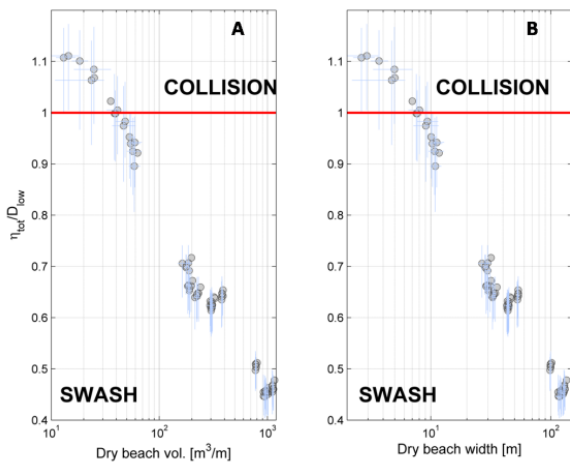 A
B
1.1
1
0.9
0.8
0.7
0.6
0.5
0.4
η_tot/D_low
COLLISION
COLLISION
SWASH
SWASH
10^1
10^2
10^3
10^1
10^2
Dry beach vol. [m^3/m]
Dry beach width [m]